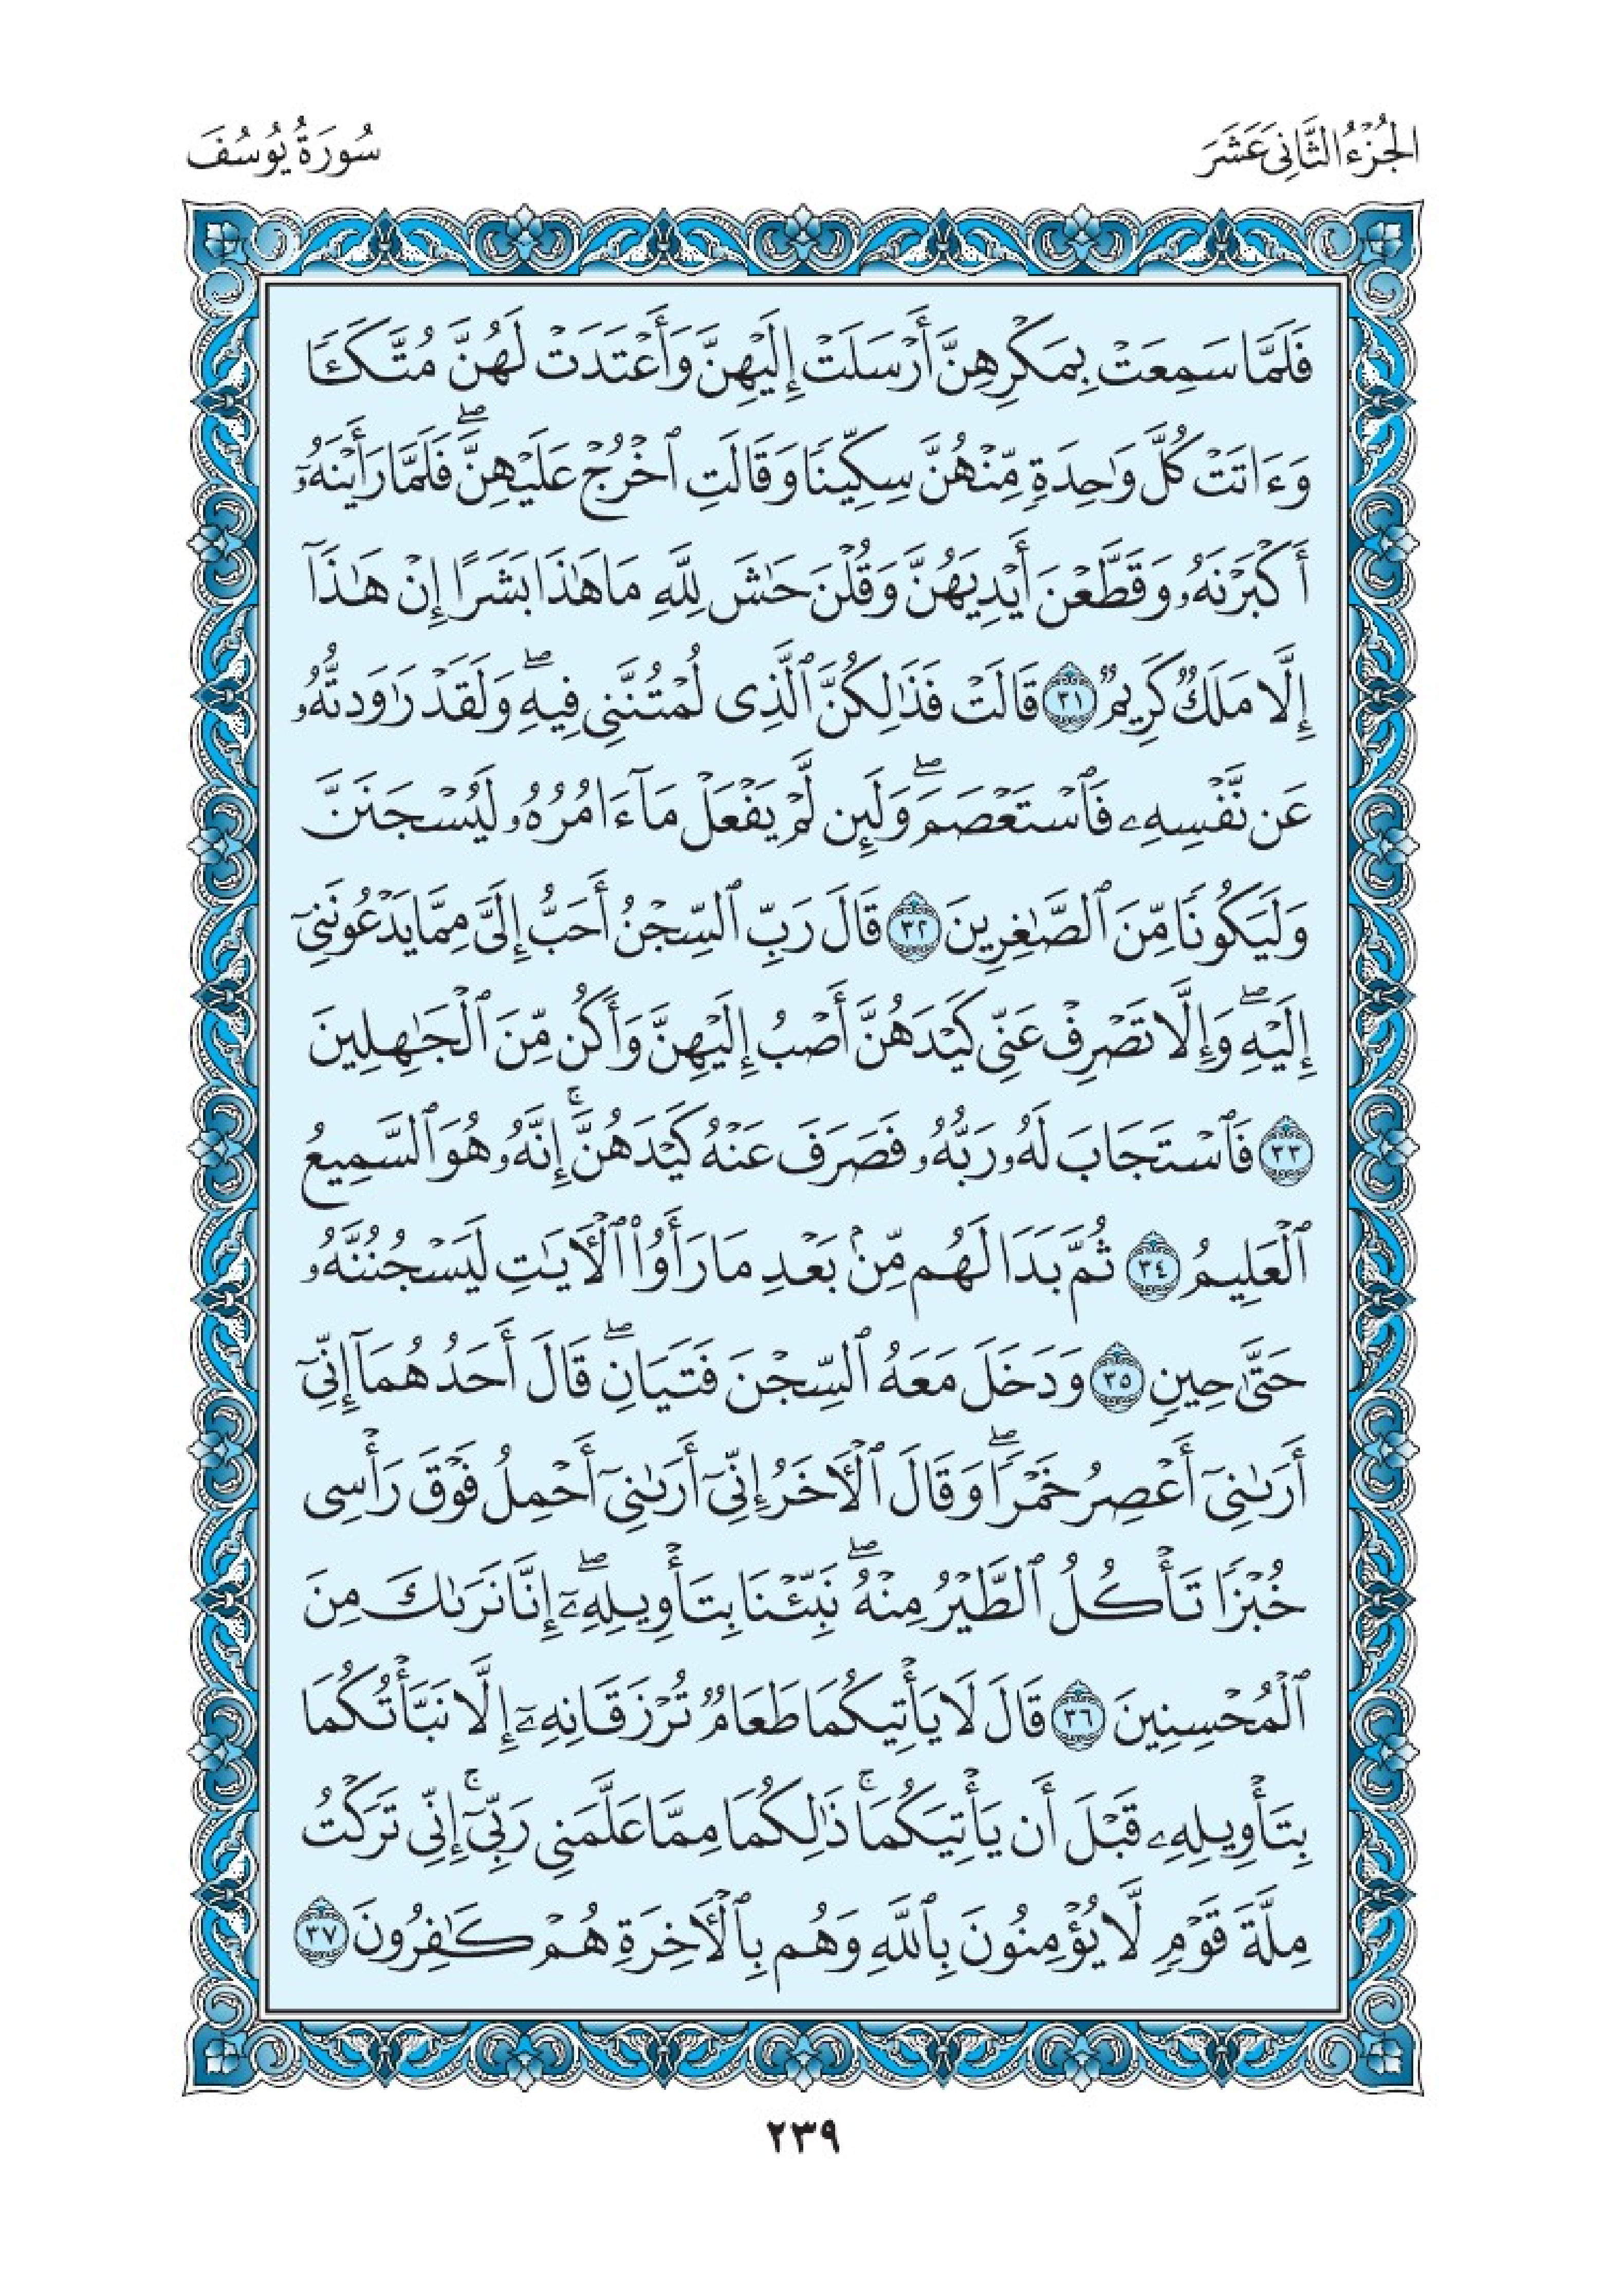 الجُزْءُ الثَّانِي عَشَرَ
سُورَةُ يُوسُفَ
فَلَمَّا سَمِعَتْ بِمَكْرِهِنَّ أَرْسَلَتْ إِلَيْهِنَّ وَأَعْتَدَتْ لَهُنَّ مُتَّكَـًٔا
وَءَاتَتْ كُلَّ وَٰحِدَةٍ مِّنْهُنَّ سِكِّينًا وَقَالَتِ ٱخْرُجْ عَلَيْهِنَّۖ فَلَمَّا رَأَيْنَهُۥٓ
أَكْبَرْنَهُۥ وَقَطَّعْنَ أَيْدِيَهُنَّ وَقُلْنَ حَٰشَ لِلَّهِ مَا هَٰذَا بَشَرًا إِنْ هَٰذَآ
إِلَّا مَلَكٌ كَرِيمٌ ٣١ قَالَتْ فَذَٰلِكُنَّ ٱلَّذِى لُمْتُنَّنِى فِيهِۖ وَلَقَدْ رَٰوَدتُّهُۥ
عَن نَّفْسِهِۦ فَٱسْتَعْصَمَۖ وَلَئِن لَّمْ يَفْعَلْ مَآ ءَامُرُهُۥ لَيُسْجَنَنَّ
وَلَيَكُونًا مِّنَ ٱلصَّٰغِرِينَ ٣٢ قَالَ رَبِّ ٱلسِّجْنُ أَحَبُّ إِلَىَّ مِمَّا يَدْعُونَنِىٓ
إِلَيْهِۖ وَإِلَّا تَصْرِفْ عَنِّى كَيْدَهُنَّ أَصْبُ إِلَيْهِنَّ وَأَكُن مِّنَ ٱلْجَٰهِلِينَ
٣٣ فَٱسْتَجَابَ لَهُۥ رَبُّهُۥ فَصَرَفَ عَنْهُ كَيْدَهُنَّۚ إِنَّهُۥ هُوَ ٱلسَّمِيعُ
ٱلْعَلِيمُ ٣٤ ثُمَّ بَدَا لَهُم مِّنۢ بَعْدِ مَا رَأَوُا۟ ٱلْـَٔايَٰتِ لَيَسْجُنُنَّهُۥ
حَتَّىٰ حِينٍ ٣٥ وَدَخَلَ مَعَهُ ٱلسِّجْنَ فَتَيَانِۖ قَالَ أَحَدُهُمَآ إِنِّىٓ
أَرَىٰنِىٓ أَعْصِرُ خَمْرًاۖ وَقَالَ ٱلْـَٔاخَرُ إِنِّىٓ أَرَىٰنِىٓ أَحْمِلُ فَوْقَ رَأْسِى
خُبْزًا تَأْكُلُ ٱلطَّيْرُ مِنْهُۖ نَبِّئْنَا بِتَأْوِيلِهِۦٓۖ إِنَّا نَرَىٰكَ مِنَ
ٱلْمُحْسِنِينَ ٣٦ قَالَ لَا يَأْتِيكُمَا طَعَامٌ تُرْزَقَانِهِۦٓ إِلَّا نَبَّأْتُكُمَا
بِتَأْوِيلِهِۦ قَبْلَ أَن يَأْتِيَكُمَاۚ ذَٰلِكُمَا مِمَّا عَلَّمَنِى رَبِّىٓۚ إِنِّى تَرَكْتُ
مِلَّةَ قَوْمٍ لَّا يُؤْمِنُونَ بِٱللَّهِ وَهُم بِٱلْـَٔاخِرَةِ هُمْ كَٰفِرُونَ ٣٧
٢٣٩